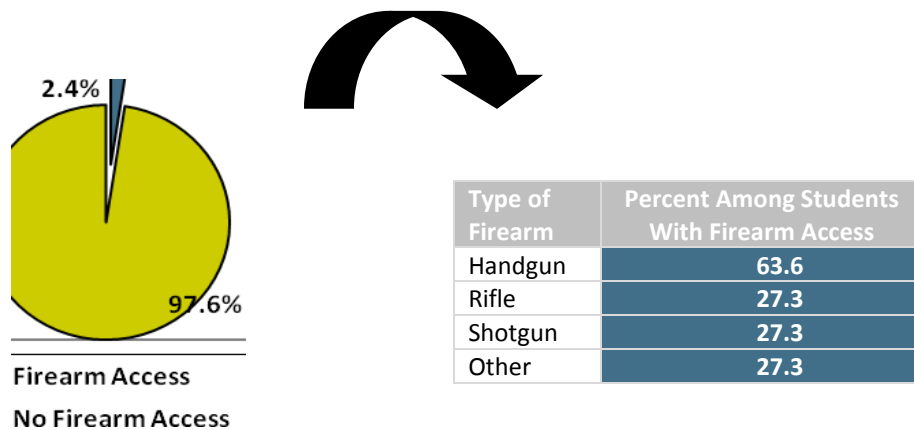 2.4%
97.6%
Firearm Access
No Firearm Access
Type of Firearm Percent Among Students With Firearm Access
Handgun 63.6
Rifle 27.3
Shotgun 27.3
Other 27.3